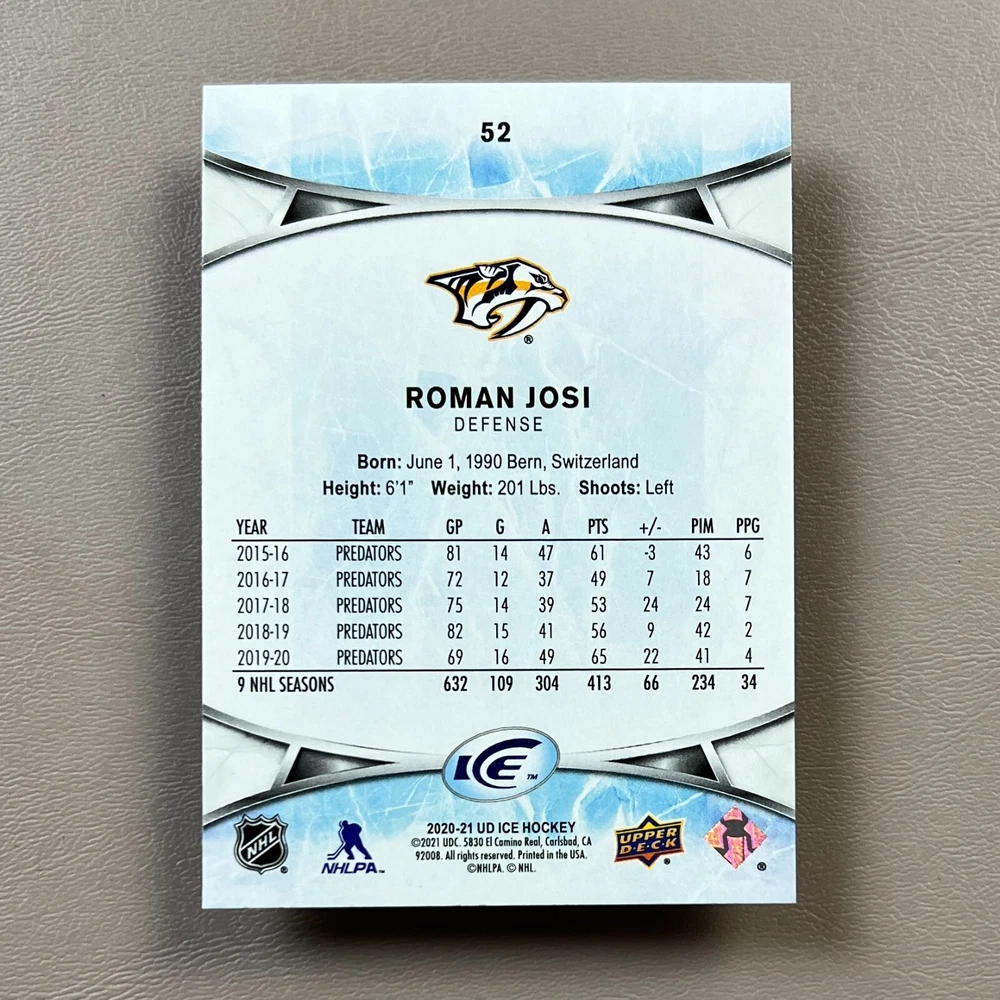 52
®
ROMAN JOSI
DEFENSE
Born: June 1, 1990 Bern, Switzerland
Height: 6'1" Weight: 201 Lbs. Shoots: Left
YEAR TEAM GP G A PTS +/- PIM PPG
2015-16 PREDATORS 81 14 47 61 -3 43 6
2016-17 PREDATORS 72 12 37 49 7 18 7
2017-18 PREDATORS 75 14 39 53 24 24 7
2018-19 PREDATORS 82 15 41 56 9 42 2
2019-20 PREDATORS 69 16 49 65 22 41 4
9 NHL SEASONS 632 109 304 413 66 234 34
ICE TM
2020-21 UD ICE HOCKEY
©2021 UDC. 5830 El Camino Real, Carlsbad, CA
92008. All rights reserved. Printed in the USA.
©NHLPA. © NHL.
NHL ®
NHLPA TM
UPPER DECK ®
®